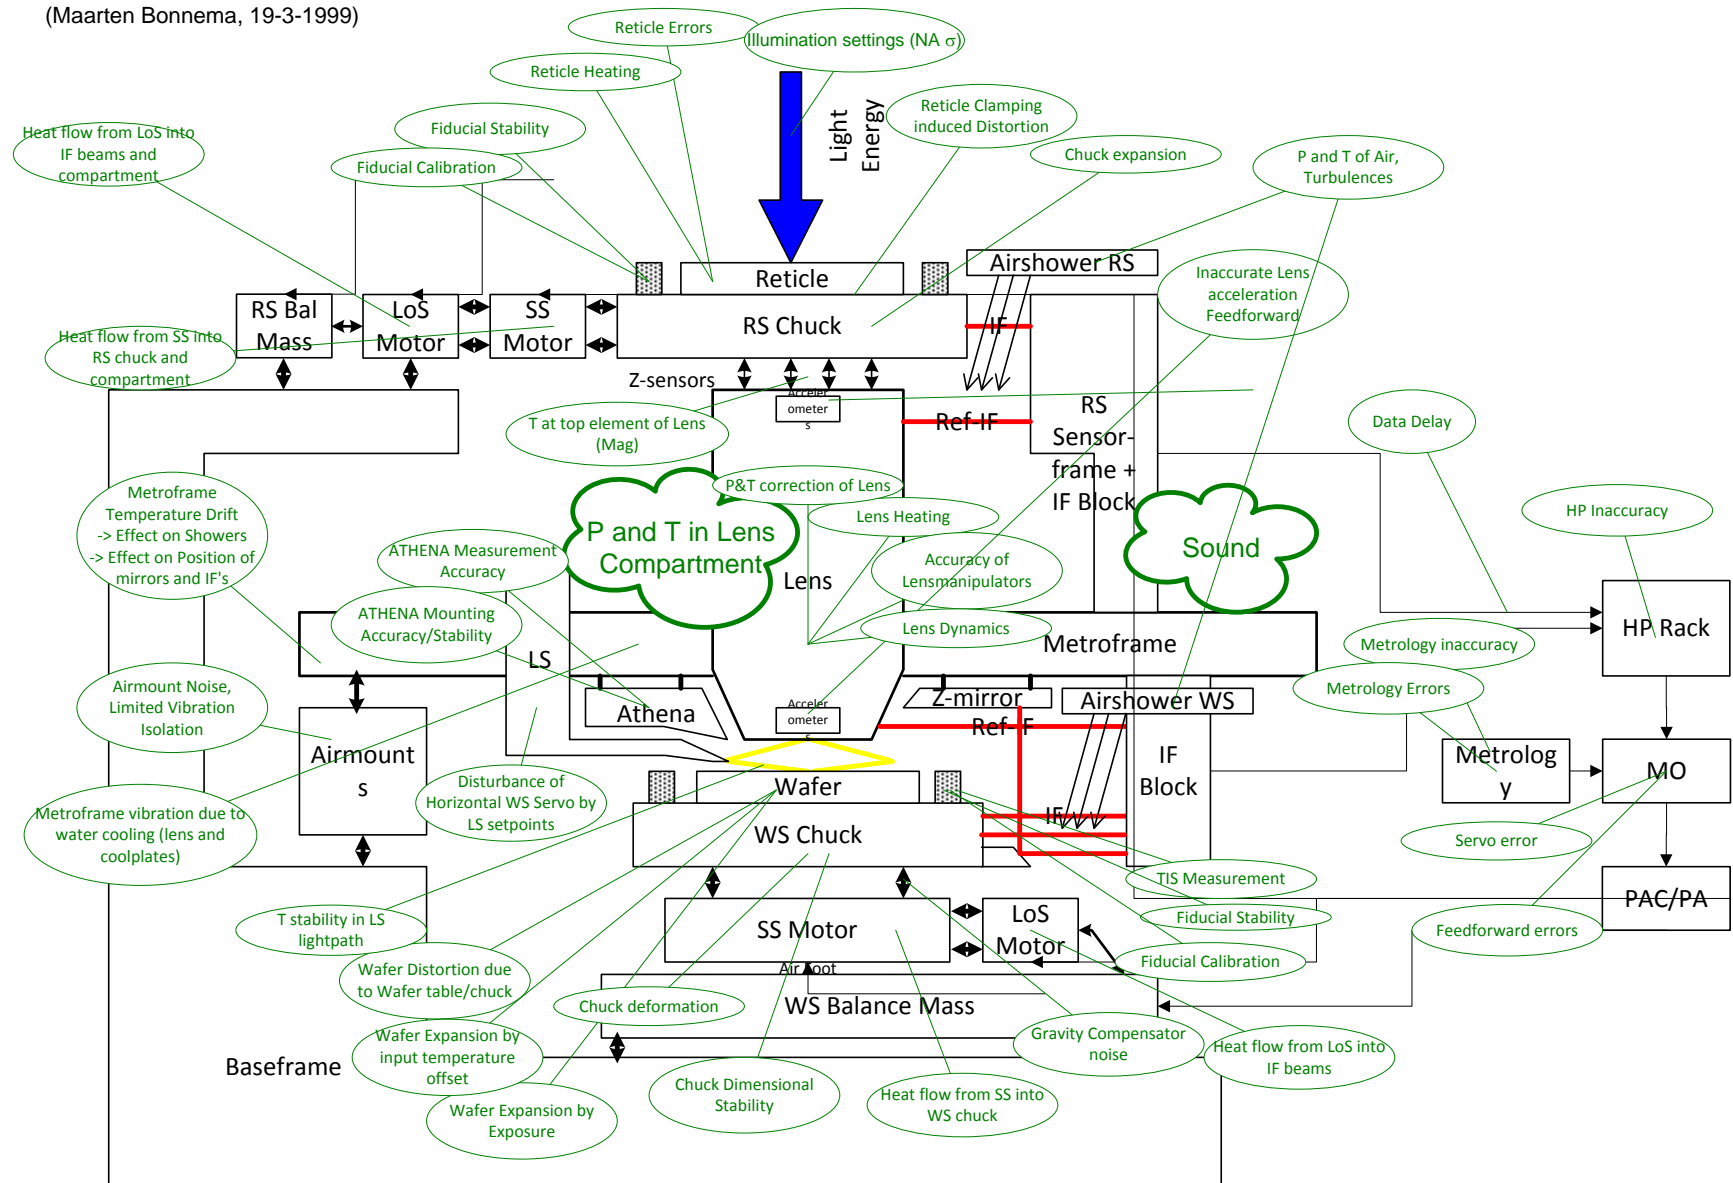 (Maarten Bonnema, 19-3-1999)
Reticle Errors
Illumination settings (NA σ)
Reticle Heating
Light
Energy
Reticle Clamping
induced Distortion
Heat flow from LoS into
IF beams and
compartment
Fiducial Stability
Fiducial Calibration
Chuck expansion
P and T of Air,
Turbulences
Reticle
Airshower RS
Inaccurate Lens
acceleration
Feedforward
RS Bal
Mass
LoS
Motor
SS
Motor
RS Chuck
IF
Heat flow from SS into
RS chuck and
compartment
Z-sensors
Acceler
ometer
s
RS
Sensor-
frame +
IF Block
Ref-IF
T at top element of Lens
(Mag)
Data Delay
Metroframe
Temperature Drift
-> Effect on Showers
-> Effect on Position of
mirrors and IF's
P&T correction of Lens
Lens Heating
HP Inaccuracy
P and T in Lens
Compartment
Sound
ATHENA Measurement
Accuracy
Accuracy of
Lensmanipulators
Lens
ATHENA Mounting
Accuracy/Stability
Lens Dynamics
Metroframe
HP Rack
Metrology inaccuracy
LS
Airmount Noise,
Limited Vibration
Isolation
Metrology Errors
Athena
Acceler
ometer
s
Z-mirror
Airshower WS
Ref-IF
Airmount
s
IF
Block
Metrolog
y
MO
Disturbance of
Horizontal WS Servo by
LS setpoints
Wafer
Metroframe vibration due to
water cooling (lens and
coolplates)
WS Chuck
IF
Servo error
TIS Measurement
PAC/PA
T stability in LS
lightpath
SS Motor
LoS
Motor
Fiducial Stability
Feedforward errors
Wafer Distortion due
to Wafer table/chuck
Air Foot
Fiducial Calibration
Chuck deformation
WS Balance Mass
Wafer Expansion by
input temperature
offset
Gravity Compensator
noise
Heat flow from LoS into
IF beams
Baseframe
Chuck Dimensional
Stability
Heat flow from SS into
WS chuck
Wafer Expansion by
Exposure